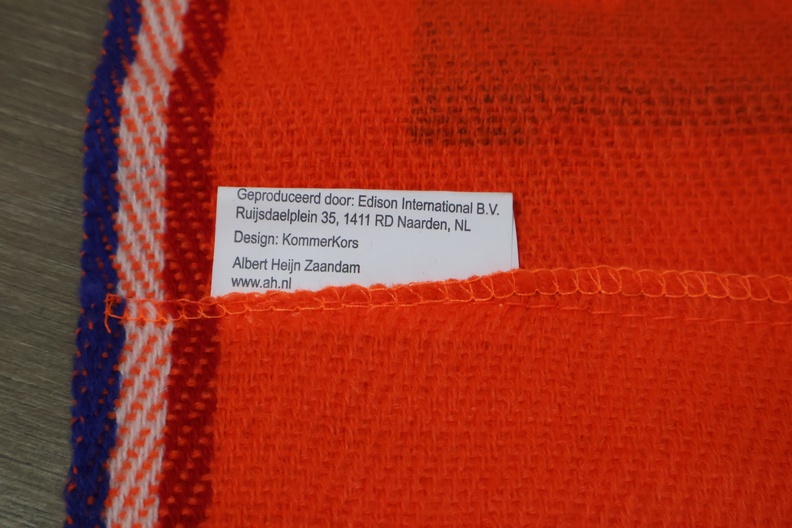 Geproduceerd door: Edison International B.V.
Ruijsdaelplein 35, 1411 RD Naarden, NL
Design: KommerKors
Albert Heijn Zaandam
www.ah.nl